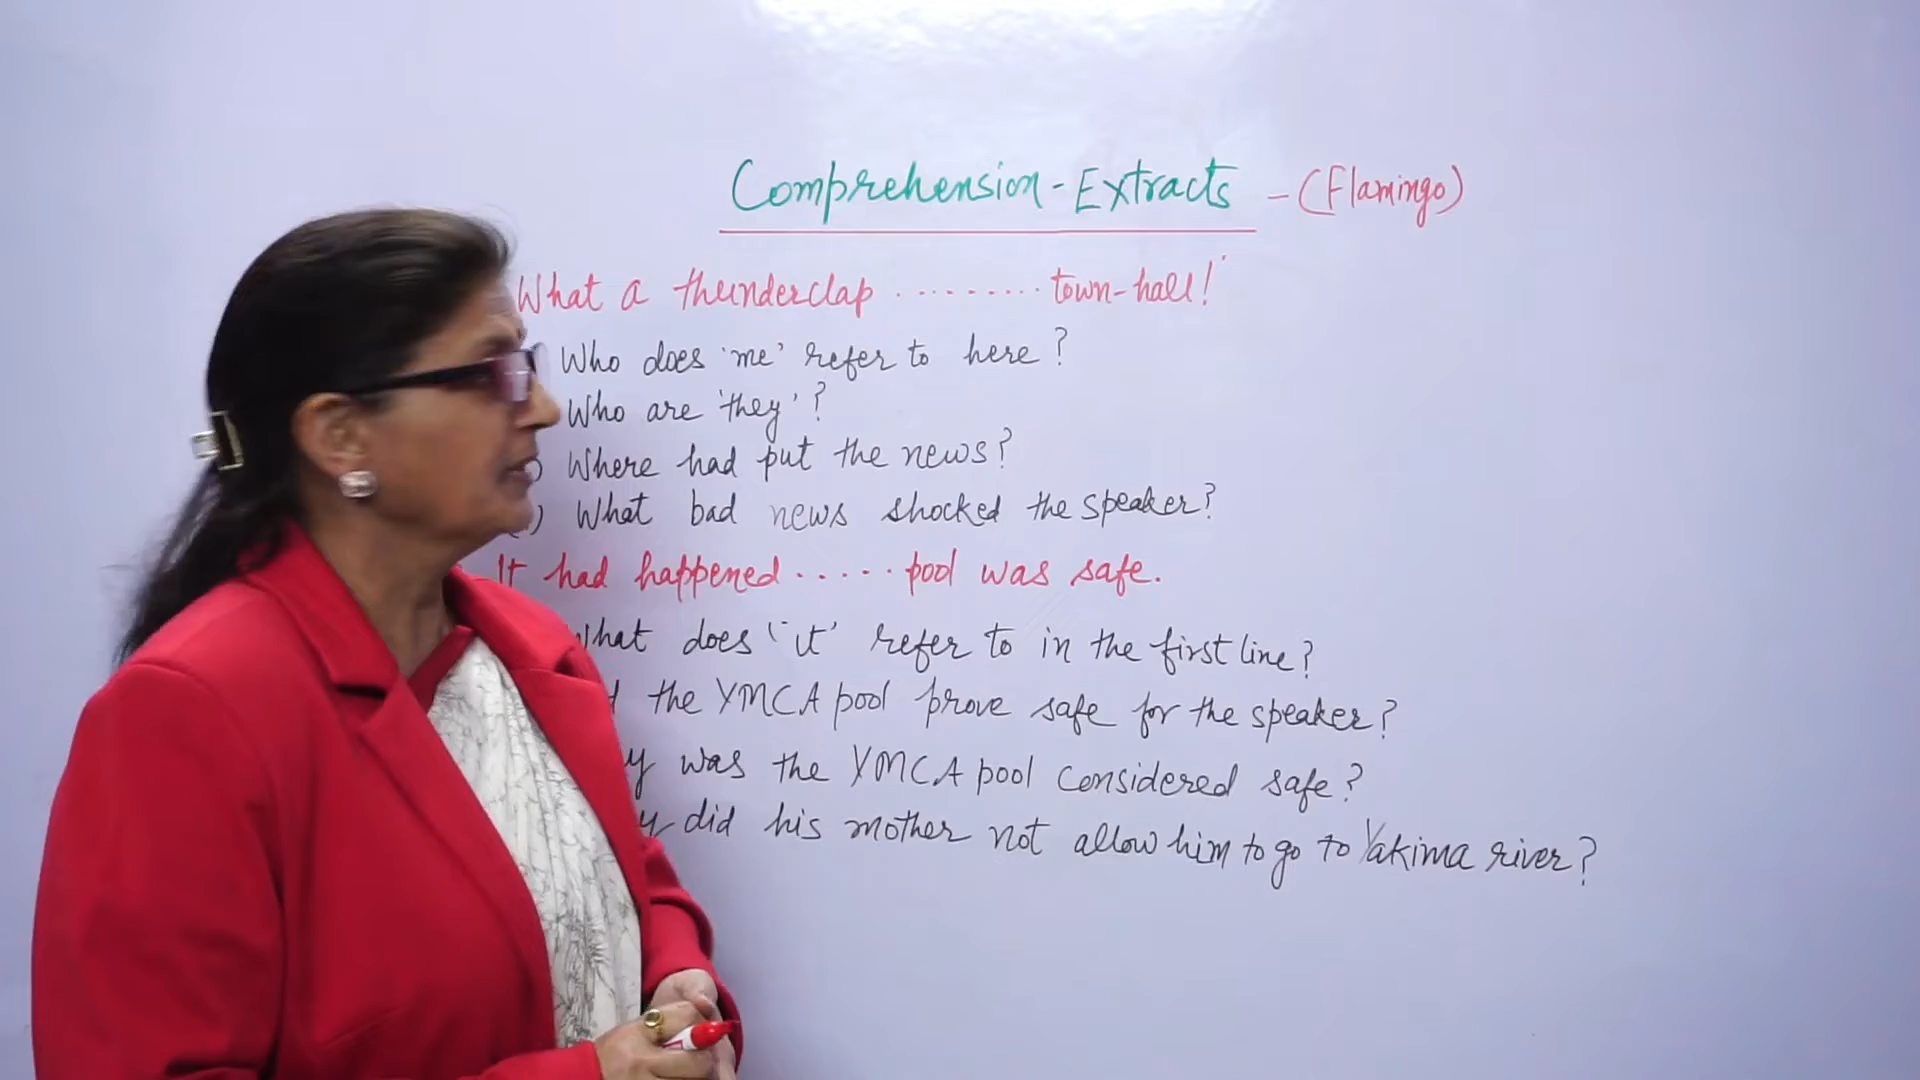 Comprehension-Extracts - (Flamingo)
What a thunderclap ......... town-hall!
Who does 'me' refer to here?
Who are 'they'?
) Where had put the news?
) What bad news shocked the speaker?
It had happened ..... pool was safe.
What does 'it' refer to in the first line?
the YMCA pool prove safe for the speaker?
y was the YMCA pool considered safe?
y did his mother not allow him to go to Yakima river?